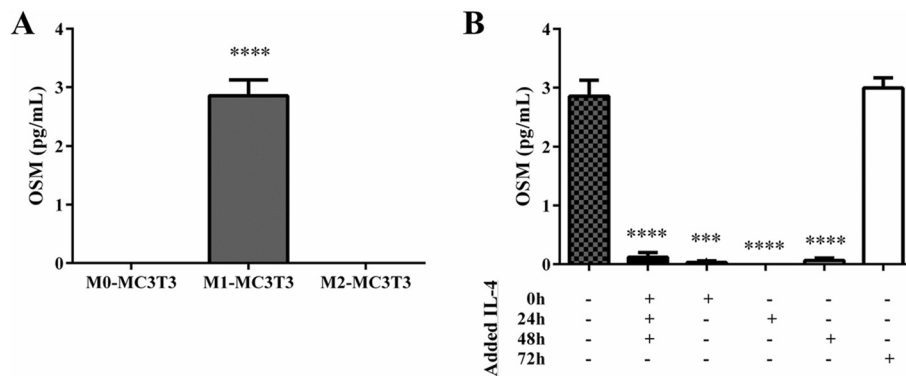 A
OSM (pg/mL)
4
3
2
1
0
****
M0-MC3T3 M1-MC3T3 M2-MC3T3
B
OSM (pg/mL)
4
3
2
1
0
**** *** **** ****
Added IL-4
0h - + + - - -
24h - + - + - -
48h - + - - + -
72h - - - - - +